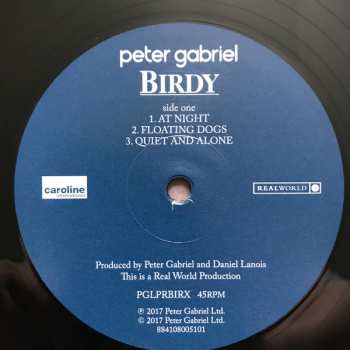 peter gabriel
BIRDY
side one
1. AT NIGHT
2. FLOATING DOGS
3. QUIET AND ALONE
caroline
international
REALWORLD
Produced by Peter Gabriel and Daniel Lanois
This is a Real World Production
PGLPRBIRX 45RPM
℗ 2017 Peter Gabriel Ltd.
© 2017 Peter Gabriel Ltd.
884108005101